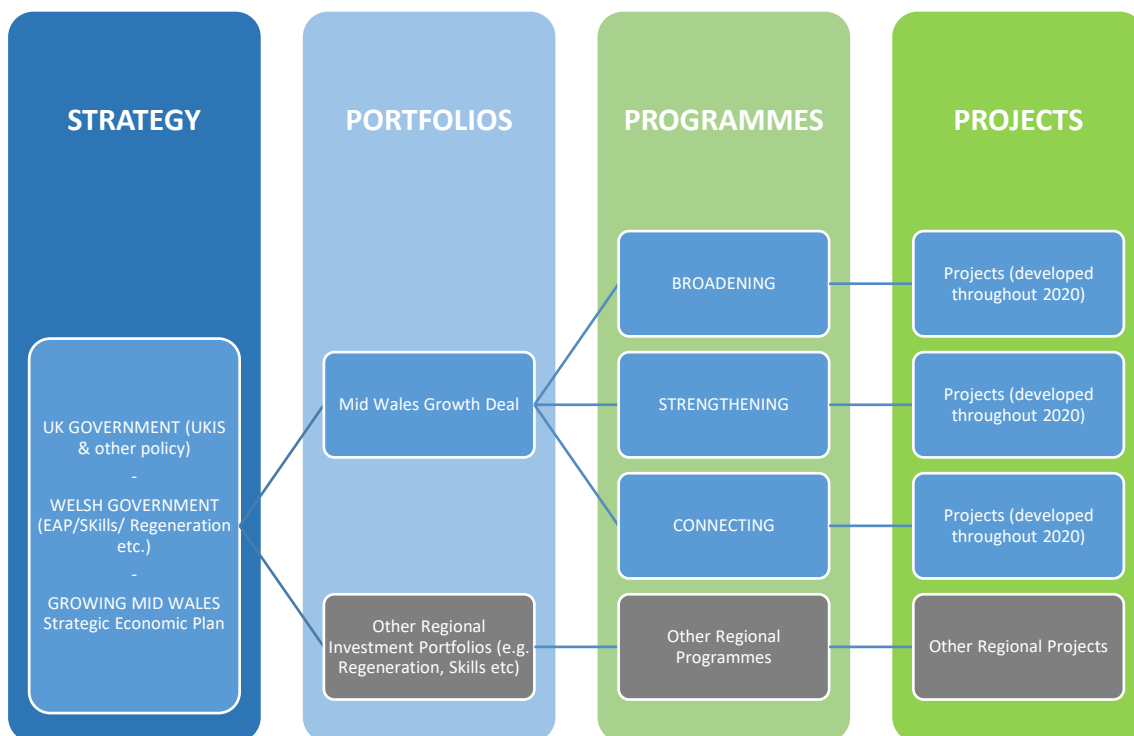 STRATEGY
PORTFOLIOS
PROGRAMMES
PROJECTS
UK GOVERNMENT (UKIS
& other policy)
-
WELSH GOVERNMENT
(EAP/SKills/ Regeneration
etc.)
-
GROWING MID WALES
Strategic Economic Plan
Mid Wales Growth Deal
Other Regional
Investment Portfolios (e.g.
Regeneration, Skills etc)
BROADENING
STRENGTHENING
CONNECTING
Other Regional
Programmes
Projects (developed
throughout 2020)
Projects (developed
throughout 2020)
Projects (developed
throughout 2020)
Other Regional Projects